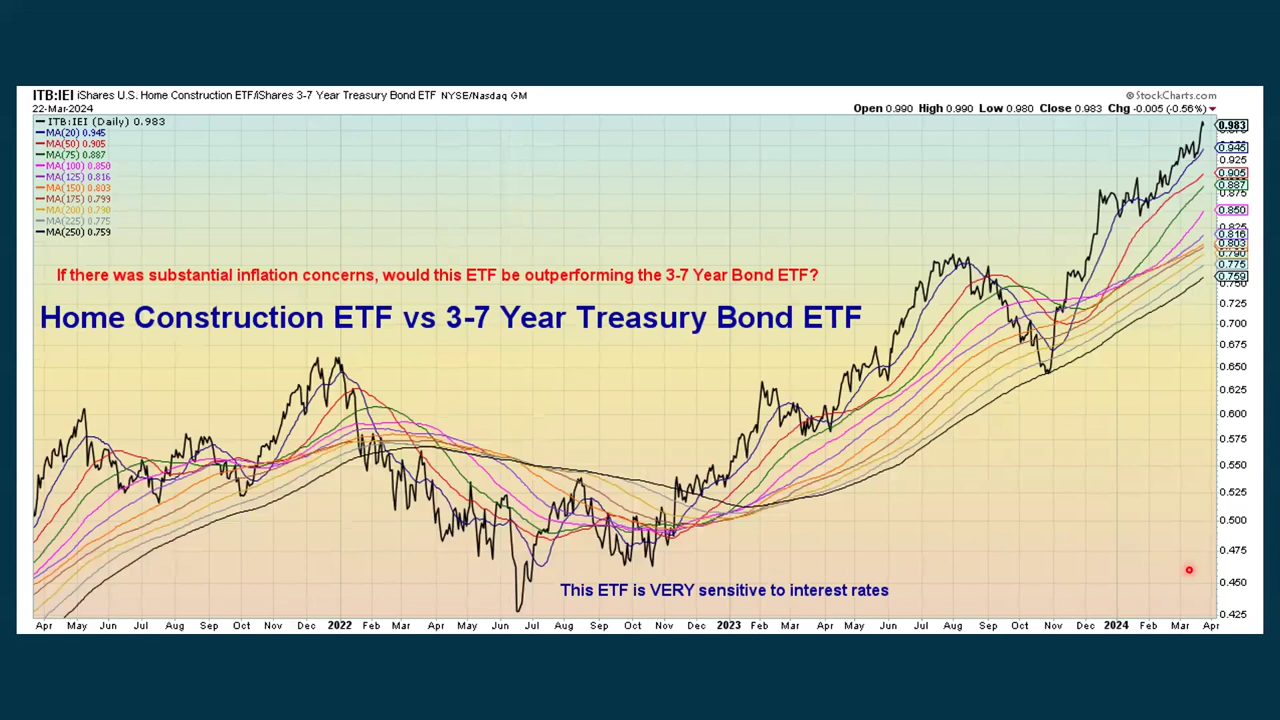 ITB:IEI iShares U.S. Home Construction ETF/iShares 3-7 Year Treasury Bond ETF NYSE/Nasdaq GM
® StockCharts.com
22-Mar-2024
Open 0.990 High 0.990 Low 0.980 Close 0.983 Chg -0.005 (-0.56%)
ITB:IEI (Daily) 0.983
MA(20) 0.945
MA(50) 0.905
MA(75) 0.887
MA(100) 0.850
MA(125) 0.816
MA(150) 0.803
MA(175) 0.799
MA(200) 0.790
MA(225) 0.775
MA(250) 0.759
If there was substantial inflation concerns, would this ETF be outperforming the 3-7 Year Bond ETF?
Home Construction ETF vs 3-7 Year Treasury Bond ETF
This ETF is VERY sensitive to interest rates
0.983
0.925
0.905
0.887
0.875
0.850
0.825
0.816
0.803
0.790
0.775
0.759
0.750
0.725
0.700
0.675
0.650
0.625
0.600
0.575
0.550
0.525
0.500
0.475
0.450
0.425
Apr May Jun Jul Aug Sep Oct Nov Dec 2022 Feb Mar Apr May Jun Jul Aug Sep Oct Nov Dec 2023 Feb Mar Apr May Jun Jul Aug Sep Oct Nov Dec 2024 Feb Mar Apr